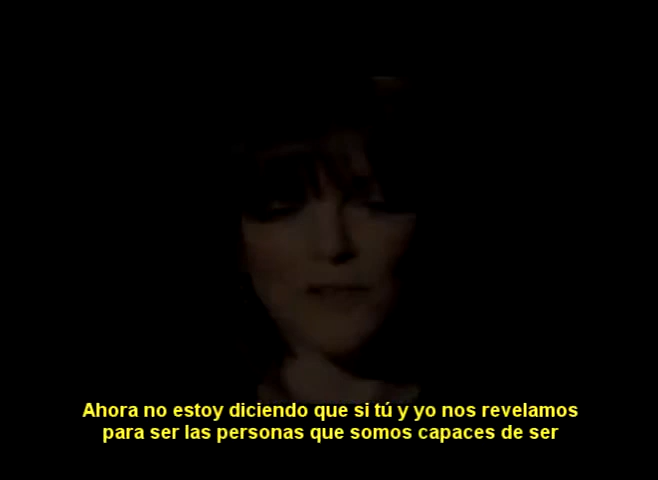 Ahora no estoy diciendo que si tú y yo nos revelamos
para ser las personas que somos capaces de ser